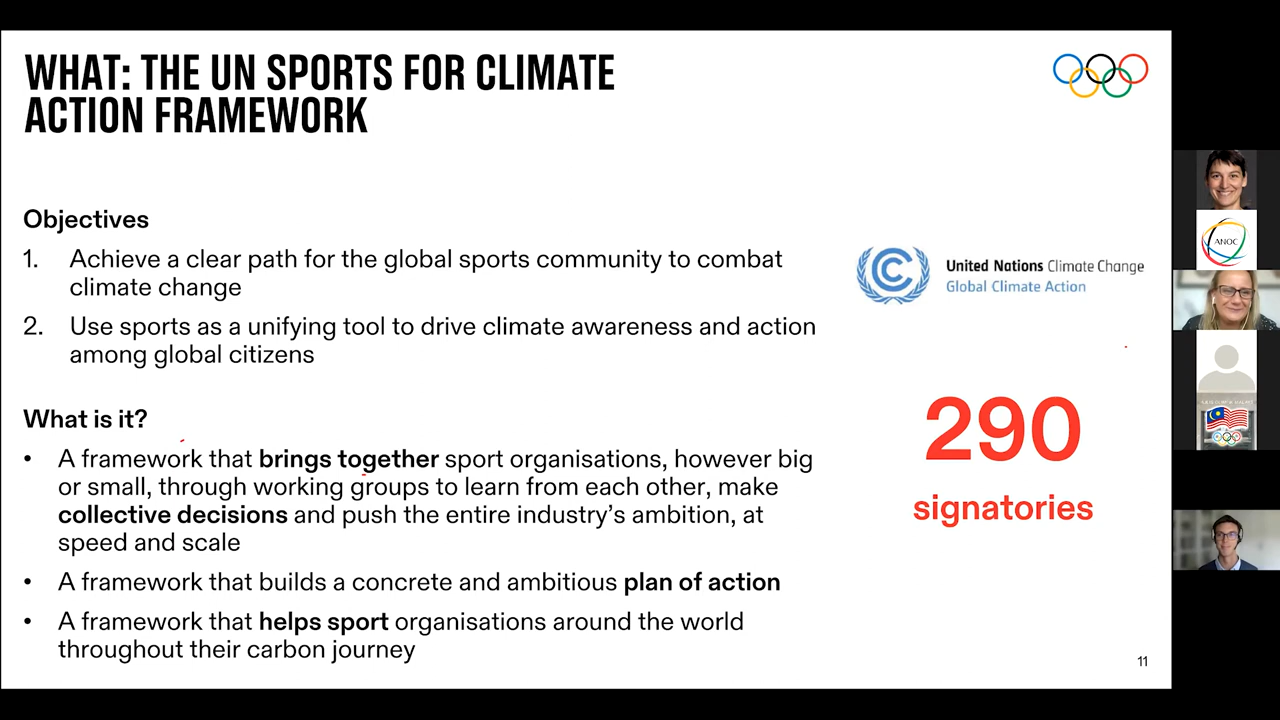 WHAT: THE UN SPORTS FOR CLIMATE
ACTION FRAMEWORK
Objectives
1. Achieve a clear path for the global sports community to combat
climate change
2. Use sports as a unifying tool to drive climate awareness and action
among global citizens
What is it?
• A framework that brings together sport organisations, however big
or small, through working groups to learn from each other, make
collective decisions and push the entire industry's ambition, at
speed and scale
• A framework that builds a concrete and ambitious plan of action
• A framework that helps sport organisations around the world
throughout their carbon journey
United Nations Climate Change
Global Climate Action
290
signatories
11
ANOC